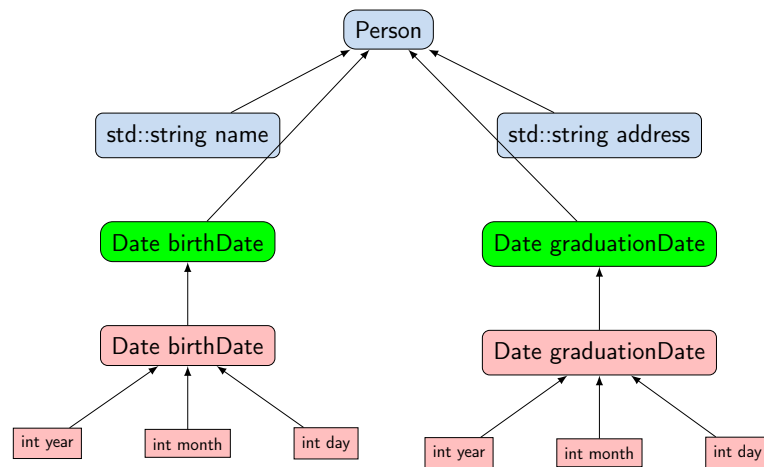 Person
std::string name
std::string address
Date birthDate
Date graduationDate
Date birthDate
Date graduationDate
int year
int month
int day
int year
int month
int day